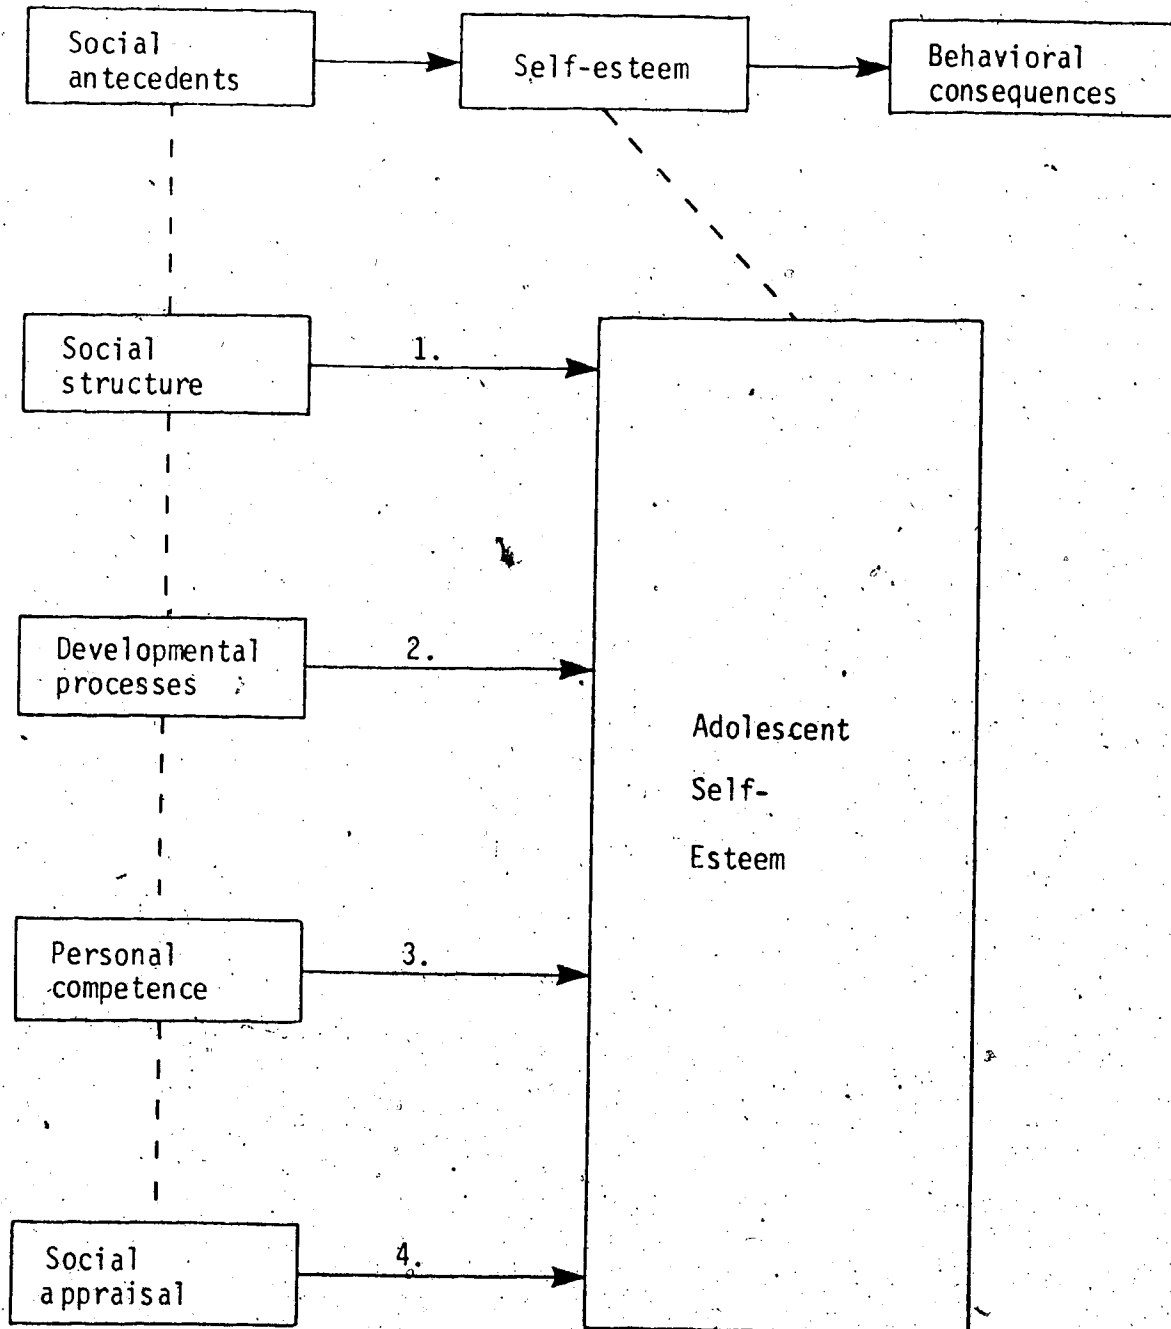 Social
antecedents
Self-esteem
Behavioral
consequences
Social
structure
1.
Developmental
processes
2.
Adolescent
Self-
Esteem
Personal
competence
3.
Social
appraisal
4.